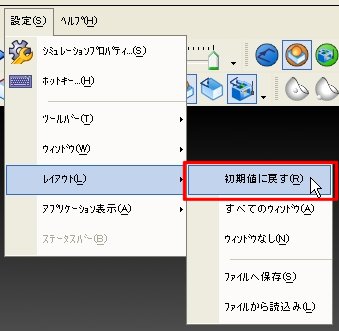 設定(S) ヘルプ(H)
シミュレーションプロパティ...(S)
ホットキー...(H)
ツールバー(T)
ウィンドウ(W)
レイアウト(L)
アプリケーション表示(A)
ステータスバー(B)
初期値に戻す(R)
すべてのウィンドウ(A)
ウィンドウなし(N)
ファイルへ保存(S)
ファイルから読込み(L)